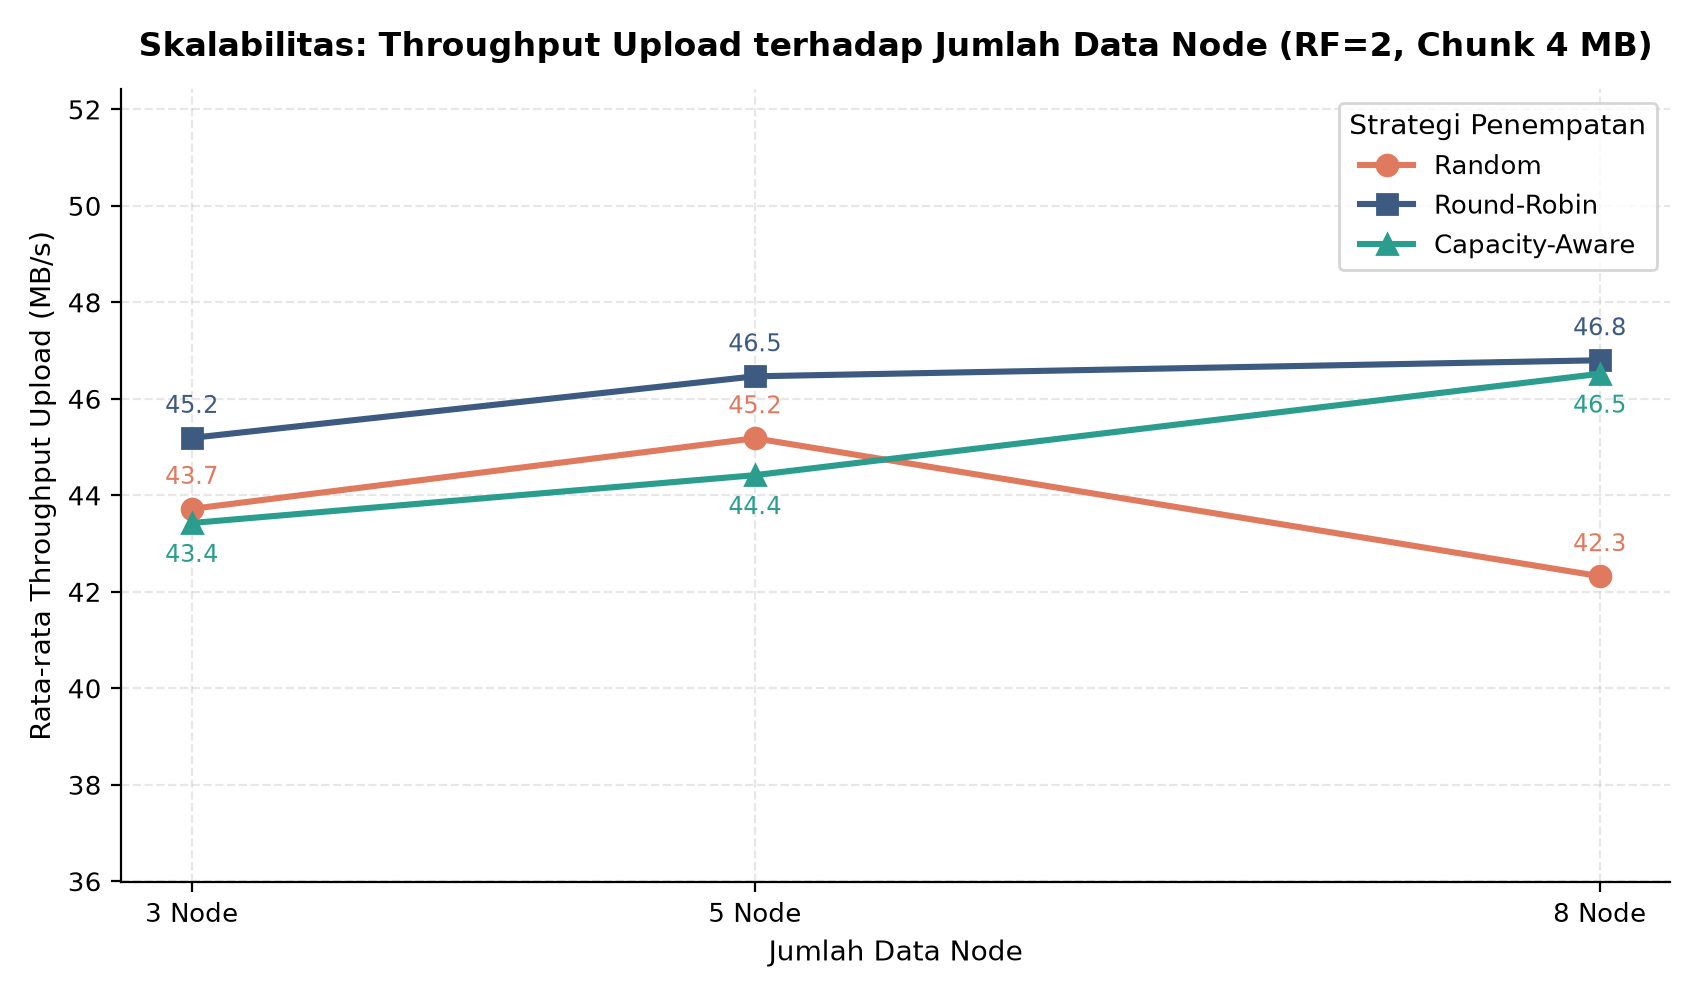 Skalabilitas: Throughput Upload terhadap Jumlah Data Node (RF=2, Chunk 4 MB)
Rata-rata Throughput Upload (MB/s)
52
50
48
46
44
42
40
38
36
Strategi Penempatan
Random
Round-Robin
Capacity-Aware
45.2
43.7
43.4
46.5
45.2
44.4
46.8
46.5
42.3
3 Node
5 Node
8 Node
Jumlah Data Node